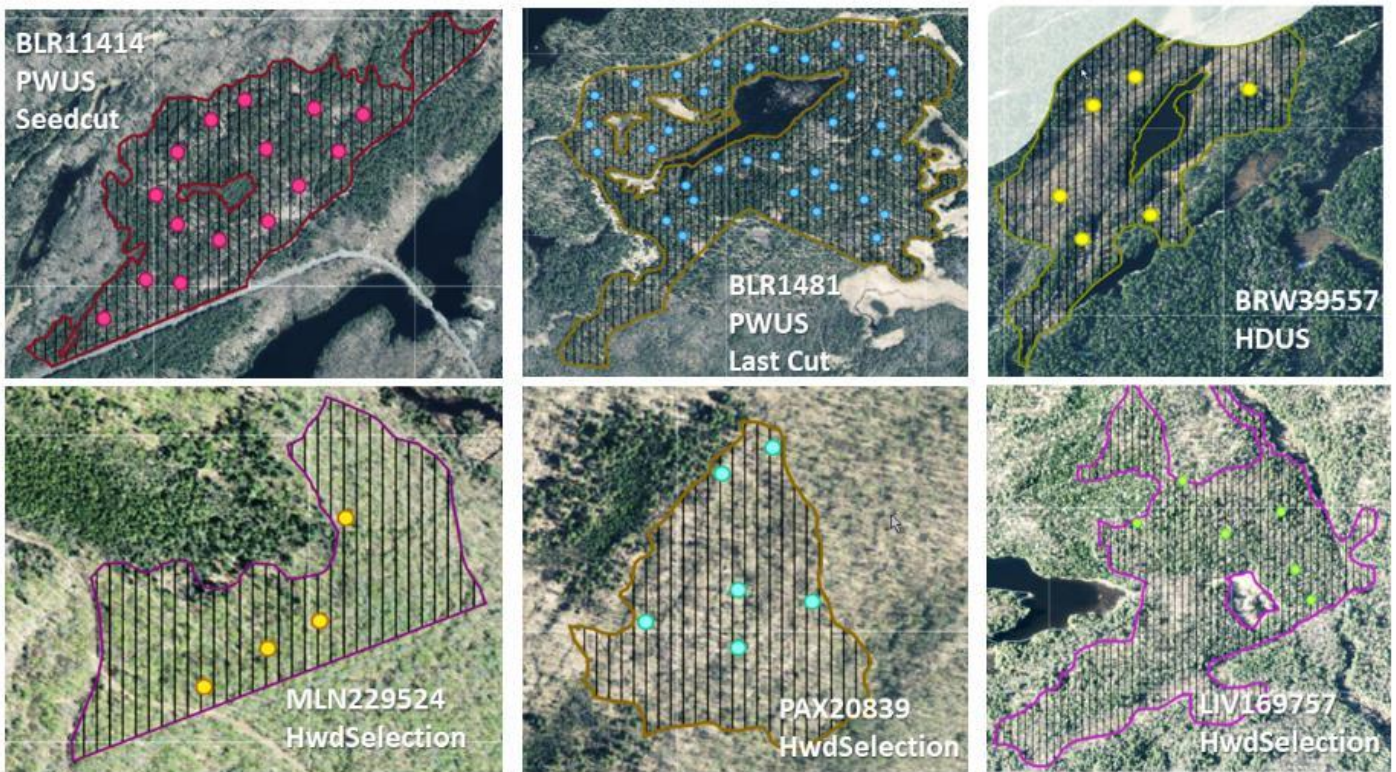 BLR11414
PWUS
Seedcut
BLR1481
PWUS
Last Cut
BRW39557
HDUS
MLN229524
HwdSelection
PAX20839
HwdSelection
LIV169757
HwdSelection